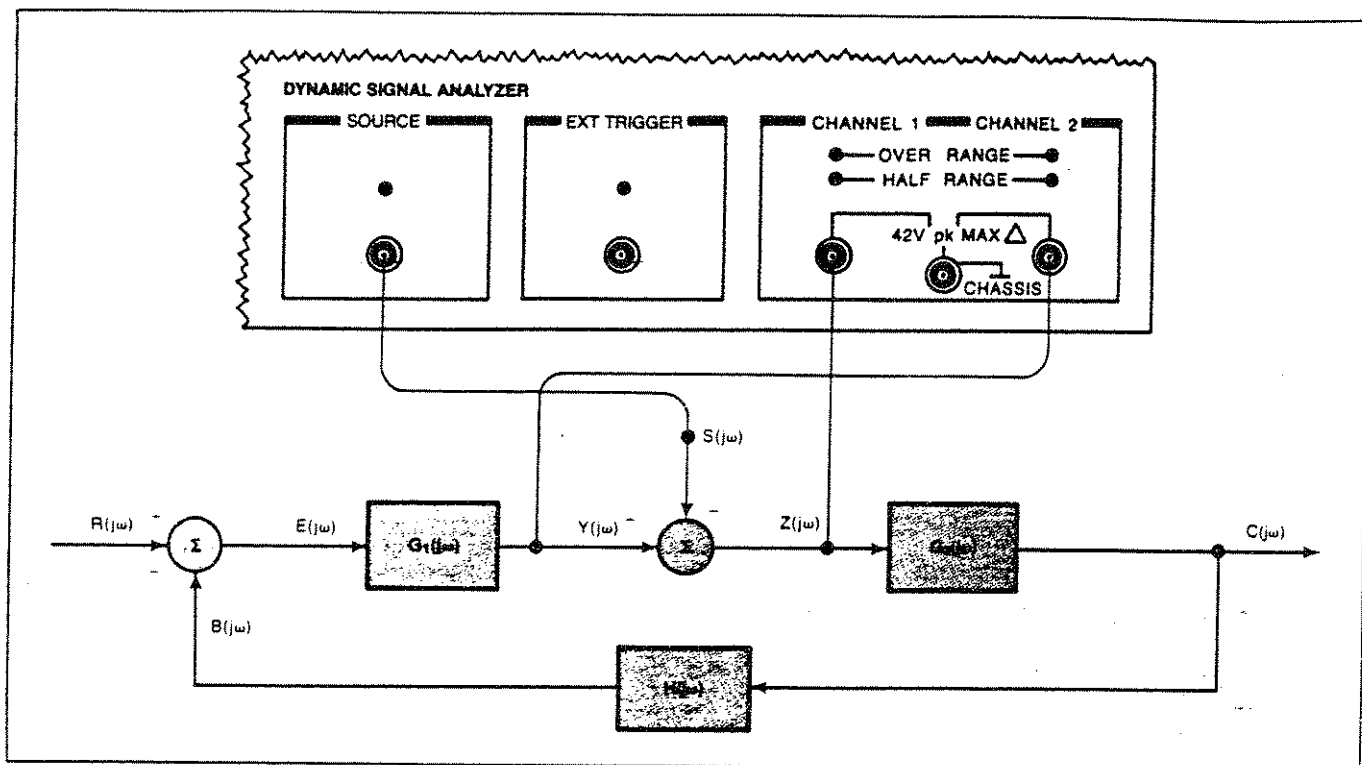 DYNAMIC SIGNAL ANALYZER
SOURCE
EXT TRIGGER
CHANNEL 1
CHANNEL 2
OVER RANGE
HALF RANGE
42V pk MAX
CHASSIS
S(jω)
R(jω)
Σ
E(jω)
G₁(jω)
Y(jω)
Σ
Z(jω)
C(jω)
B(jω)
H(jω)